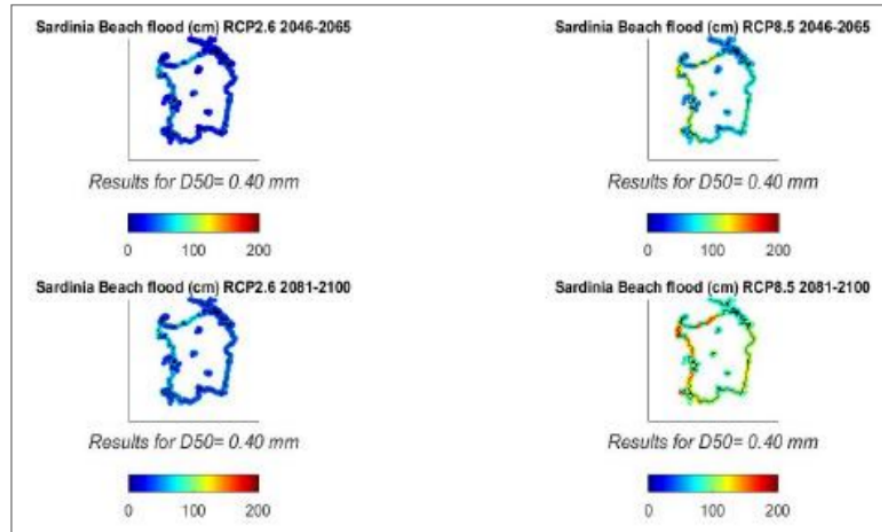 Sardinia Beach flood (cm) RCP2.6 2046-2065
Results for D50= 0.40 mm
0 100 200
Sardinia Beach flood (cm) RCP8.5 2046-2065
Results for D50= 0.40 mm
0 100 200
Sardinia Beach flood (cm) RCP2.6 2081-2100
Results for D50= 0.40 mm
0 100 200
Sardinia Beach flood (cm) RCP8.5 2081-2100
Results for D50= 0.40 mm
0 100 200